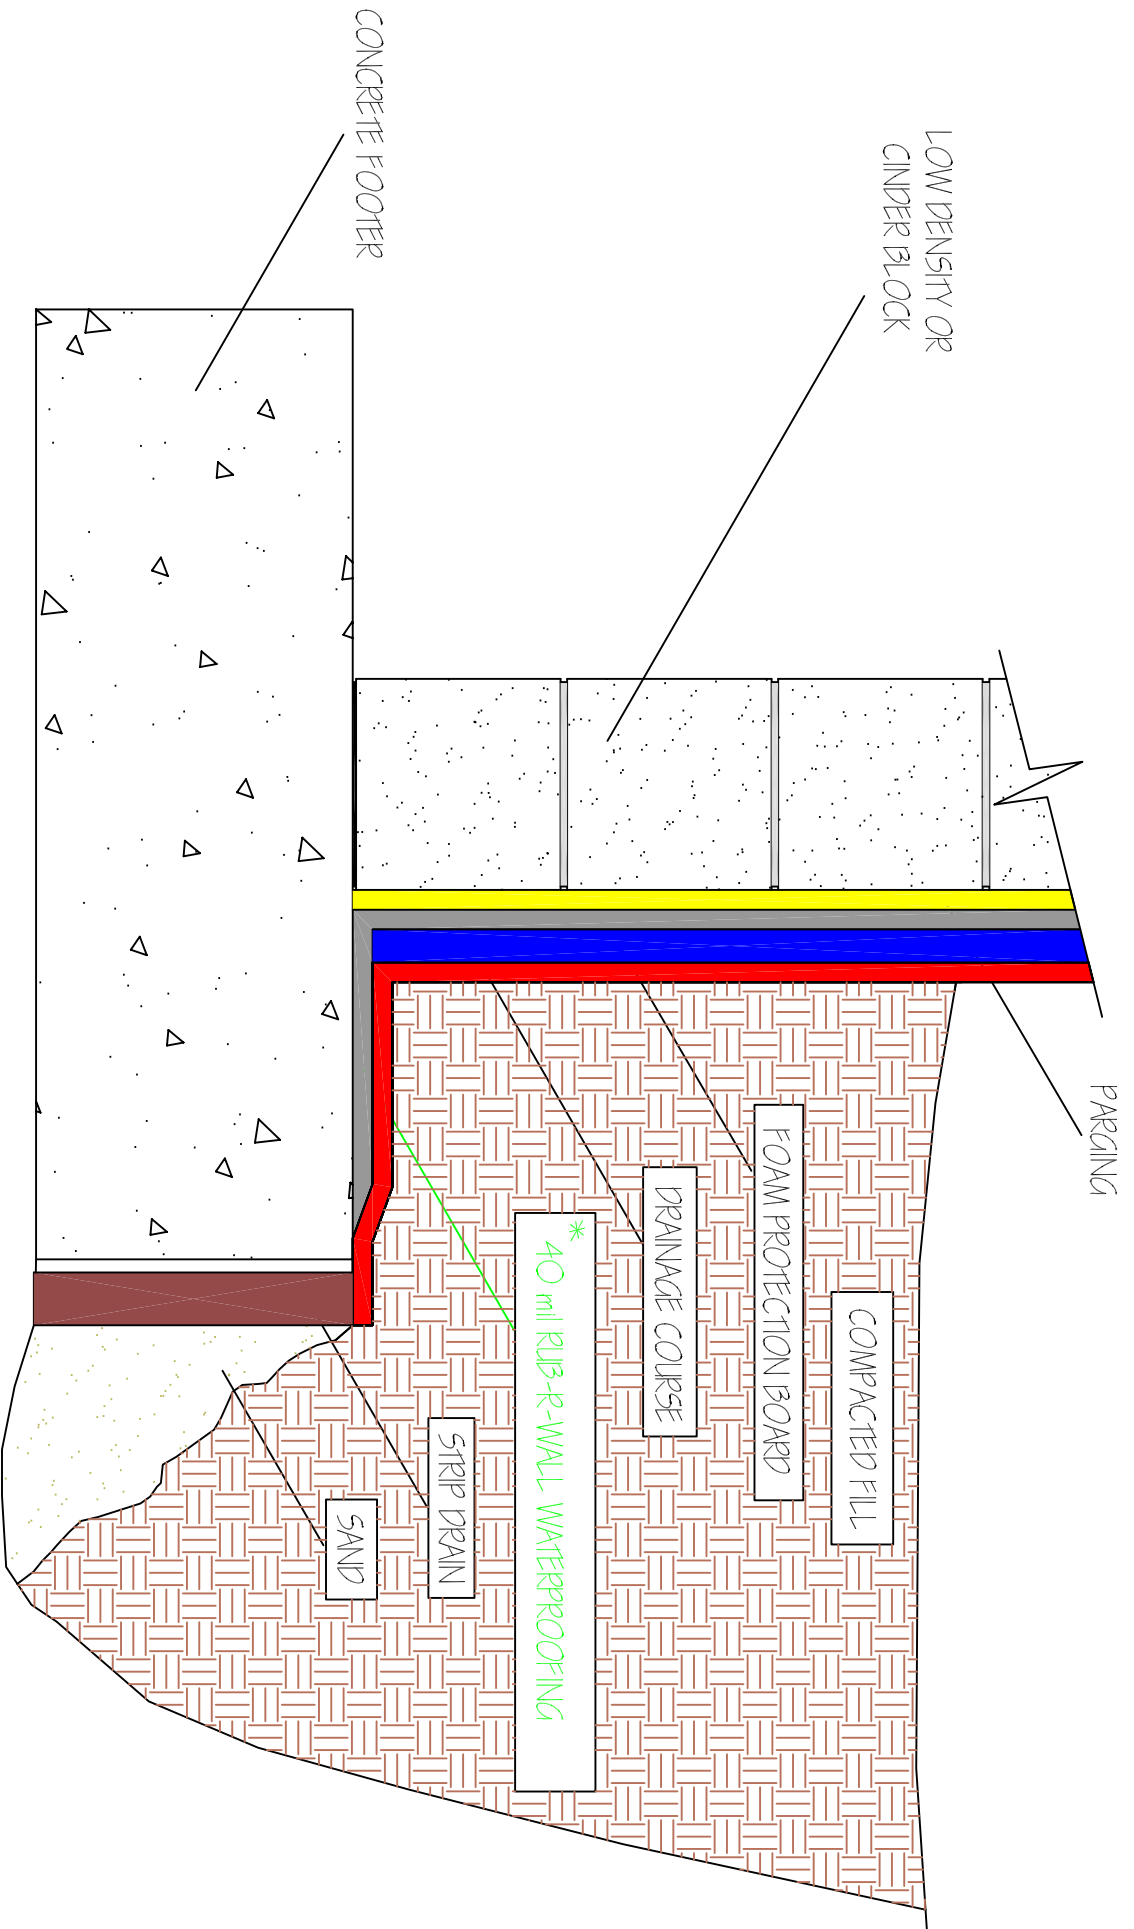 LOW DENSITY OR
CINDER BLOCK
PARGING
COMPACTED FILL
FOAM PROTECTION BOARD
DRAINAGE COURSE
* 40 mil RUB-R-WALL WATERPROOFING
STRIP DRAIN
CONCRETE FOOTER
SAND